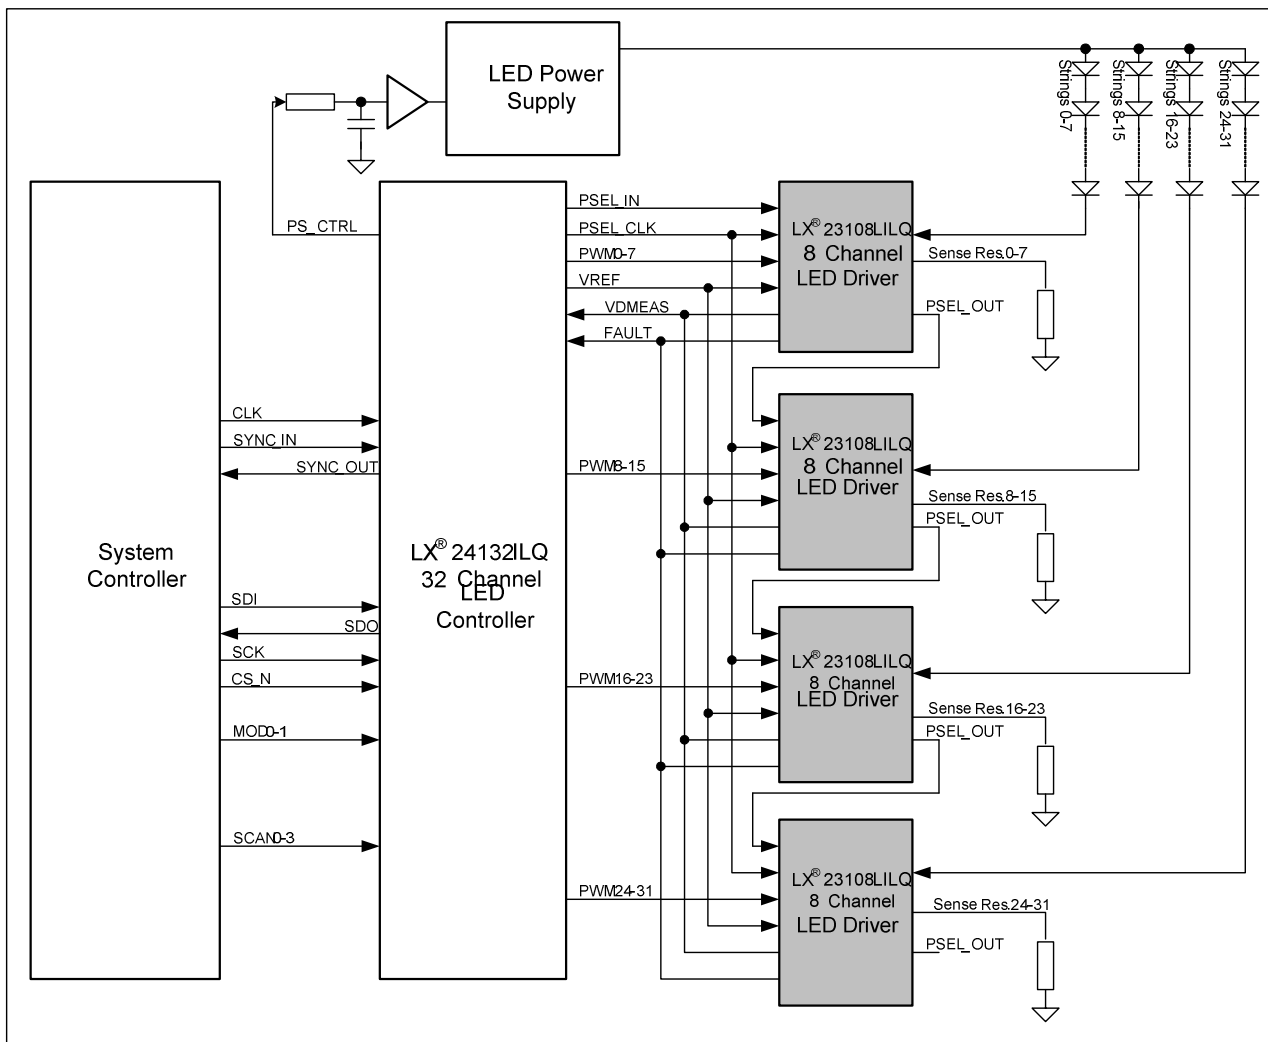 LED Power
Supply
Strings 0-7
Strings 8-15
Strings 16-23
Strings 24-31
PS_CTRL
PSEL_IN
PSEL_CLK
PWM0-7
VREF
VDMEAS
FAULT
LX® 23108LILQ
8 Channel
LED Driver
Sense Res.0-7
PSEL_OUT
CLK
SYNC_IN
SYNC_OUT
PWM8-15
LX® 23108LILQ
8 Channel
LED Driver
Sense Res.8-15
PSEL_OUT
System
Controller
LX® 24132ILQ
32 Channel
LED
Controller
SDI
SDO
SCK
CS_N
MOD0-1
SCAN0-3
PWM16-23
LX® 23108LILQ
8 Channel
LED Driver
Sense Res.16-23
PSEL_OUT
PWM24-31
LX® 23108LILQ
8 Channel
LED Driver
Sense Res.24-31
PSEL_OUT